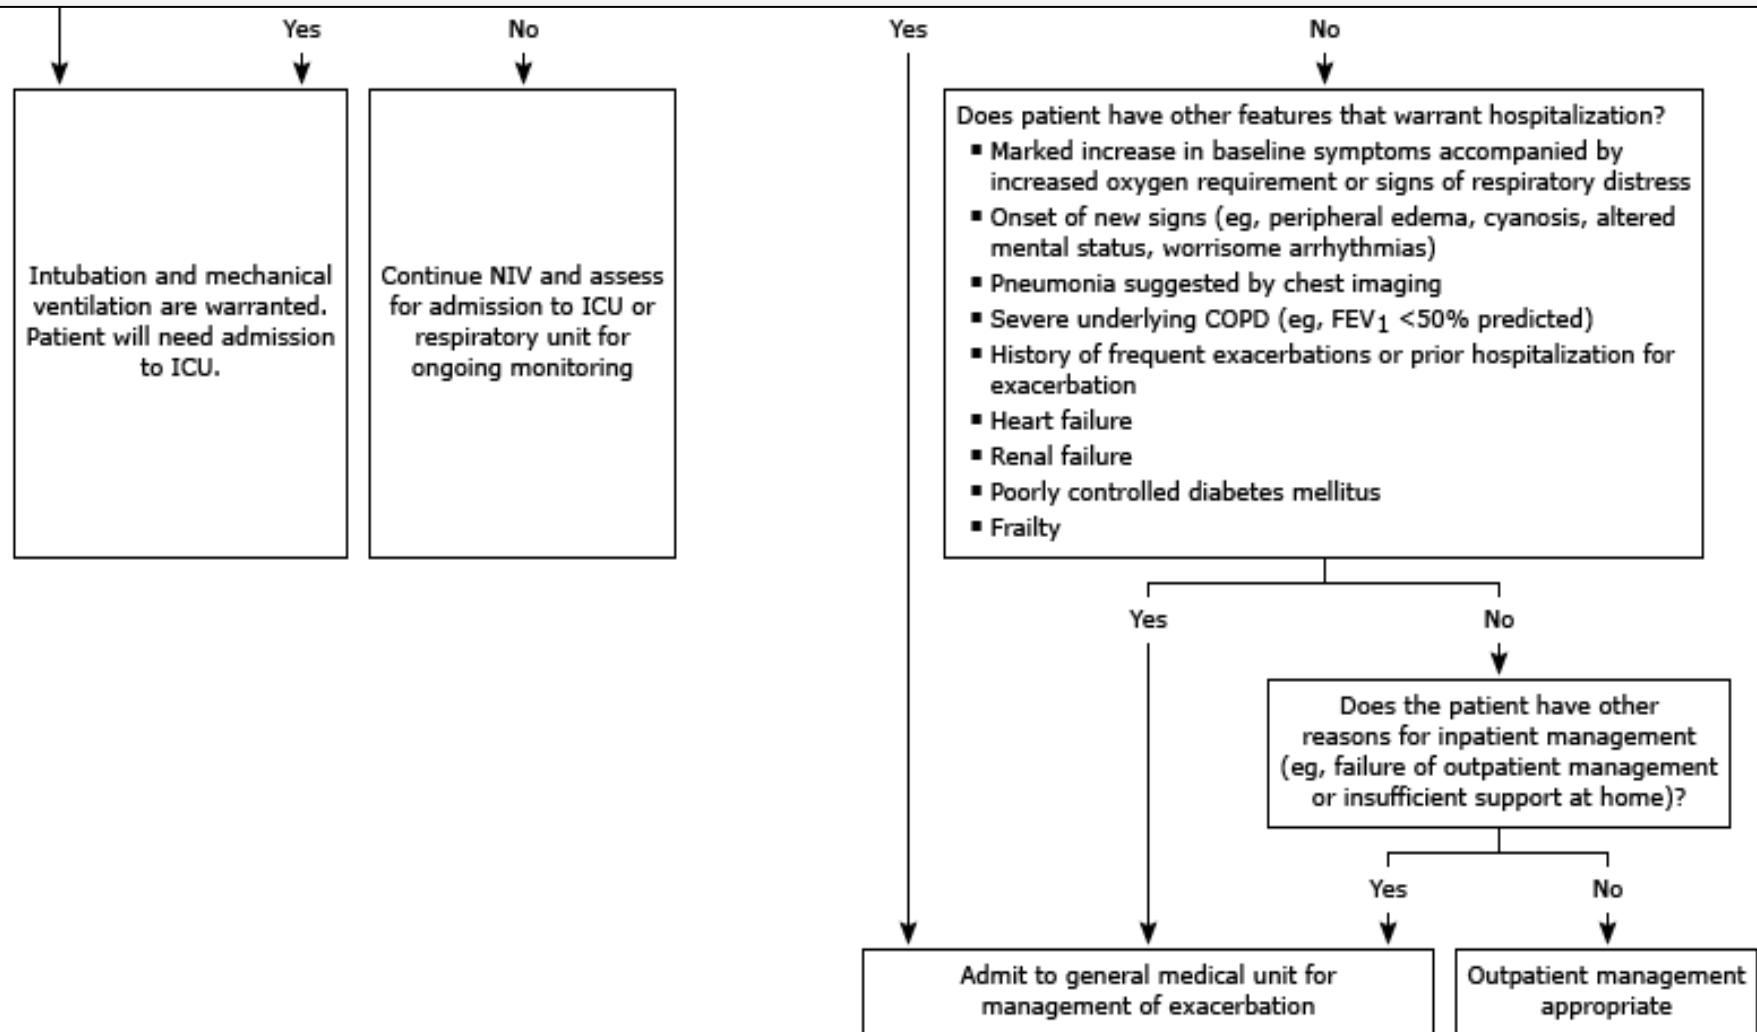 Yes
No
Yes
No
Intubation and mechanical
ventilation are warranted.
Patient will need admission
to ICU.
Continue NIV and assess
for admission to ICU or
respiratory unit for
ongoing monitoring
Does patient have other features that warrant hospitalization?
▪ Marked increase in baseline symptoms accompanied by
increased oxygen requirement or signs of respiratory distress
▪ Onset of new signs (eg, peripheral edema, cyanosis, altered
mental status, worrisome arrhythmias)
▪ Pneumonia suggested by chest imaging
▪ Severe underlying COPD (eg, FEV₁ <50% predicted)
▪ History of frequent exacerbations or prior hospitalization for
exacerbation
▪ Heart failure
▪ Renal failure
▪ Poorly controlled diabetes mellitus
▪ Frailty
Yes
No
Does the patient have other
reasons for inpatient management
(eg, failure of outpatient management
or insufficient support at home)?
Yes
No
Admit to general medical unit for
management of exacerbation
Outpatient management
appropriate